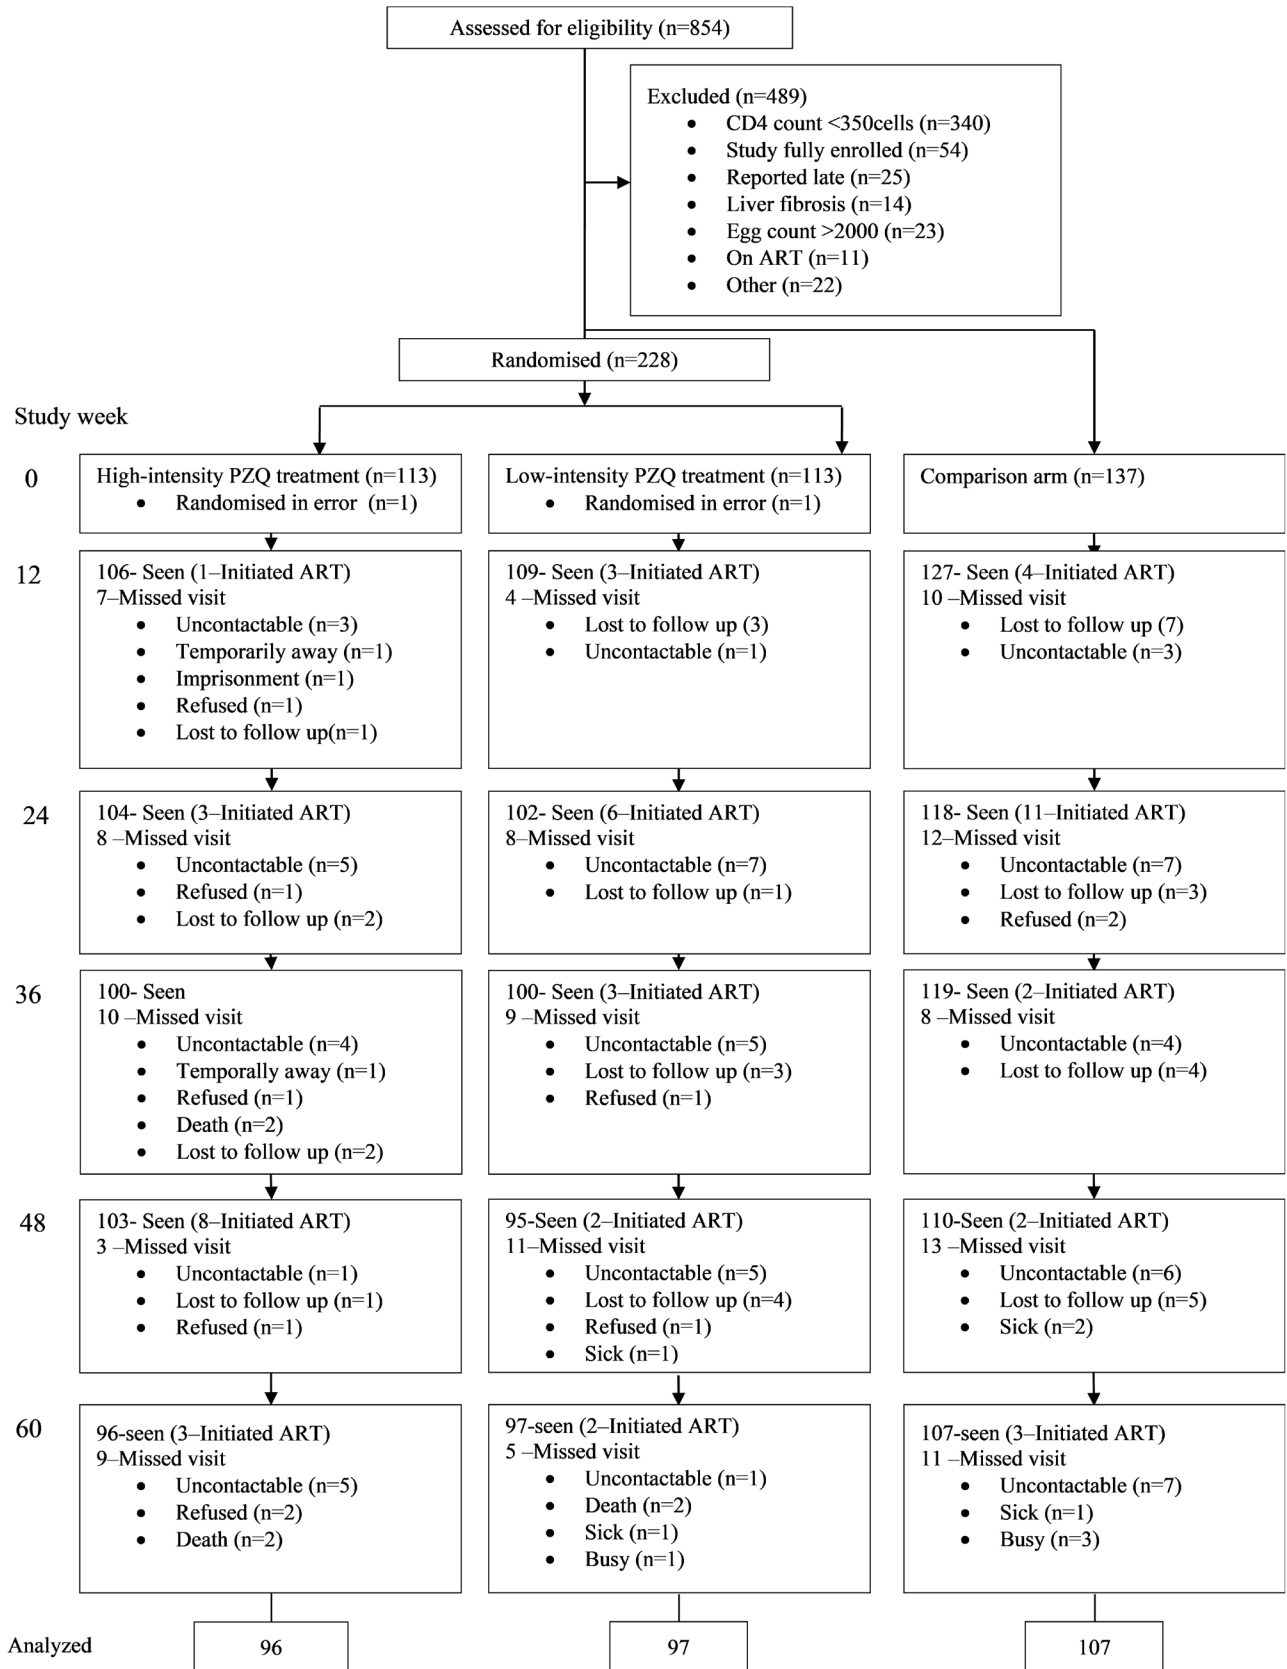 Assessed for eligibility (n=854)
Excluded (n=489)
• CD4 count <350cells (n=340)
• Study fully enrolled (n=54)
• Reported late (n=25)
• Liver fibrosis (n=14)
• Egg count >2000 (n=23)
• On ART (n=11)
• Other (n=22)
Randomised (n=228)
Study week
0
High-intensity PZQ treatment (n=113)
• Randomised in error (n=1)
Low-intensity PZQ treatment (n=113)
• Randomised in error (n=1)
Comparison arm (n=137)
12
106- Seen (1–Initiated ART)
7–Missed visit
• Uncontactable (n=3)
• Temporarily away (n=1)
• Imprisonment (n=1)
• Refused (n=1)
• Lost to follow up(n=1)
109- Seen (3–Initiated ART)
4 –Missed visit
• Lost to follow up (3)
• Uncontactable (n=1)
127- Seen (4–Initiated ART)
10 –Missed visit
• Lost to follow up (7)
• Uncontactable (n=3)
24
104- Seen (3–Initiated ART)
8 –Missed visit
• Uncontactable (n=5)
• Refused (n=1)
• Lost to follow up (n=2)
102- Seen (6–Initiated ART)
8–Missed visit
• Uncontactable (n=7)
• Lost to follow up (n=1)
118- Seen (11–Initiated ART)
12–Missed visit
• Uncontactable (n=7)
• Lost to follow up (n=3)
• Refused (n=2)
36
100- Seen
10 –Missed visit
• Uncontactable (n=4)
• Temporally away (n=1)
• Refused (n=1)
• Death (n=2)
• Lost to follow up (n=2)
100- Seen (3–Initiated ART)
9 –Missed visit
• Uncontactable (n=5)
• Lost to follow up (n=3)
• Refused (n=1)
119- Seen (2–Initiated ART)
8 –Missed visit
• Uncontactable (n=4)
• Lost to follow up (n=4)
48
103- Seen (8–Initiated ART)
3 –Missed visit
• Uncontactable (n=1)
• Lost to follow up (n=1)
• Refused (n=1)
95-Seen (2–Initiated ART)
11–Missed visit
• Uncontactable (n=5)
• Lost to follow up (n=4)
• Refused (n=1)
• Sick (n=1)
110-Seen (2–Initiated ART)
13 –Missed visit
• Uncontactable (n=6)
• Lost to follow up (n=5)
• Sick (n=2)
60
96-seen (3–Initiated ART)
9–Missed visit
• Uncontactable (n=5)
• Refused (n=2)
• Death (n=2)
97-seen (2–Initiated ART)
5 –Missed visit
• Uncontactable (n=1)
• Death (n=2)
• Sick (n=1)
• Busy (n=1)
107-seen (3–Initiated ART)
11 –Missed visit
• Uncontactable (n=7)
• Sick (n=1)
• Busy (n=3)
Analyzed
96
97
107